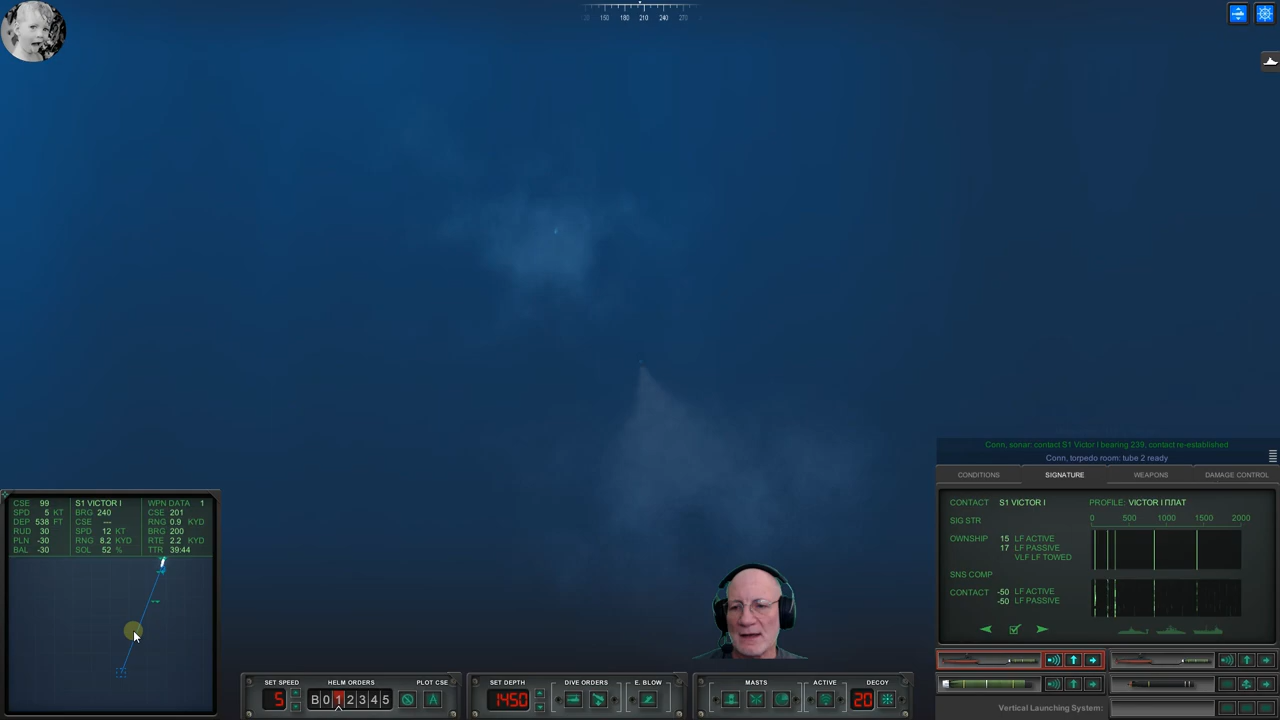 150 180 210 240 270
Conn, sonar: contact S1 Victor I bearing 239, contact re-established
Conn, torpedo room: tube 2 ready
CONDITIONS SIGNATURE WEAPONS DAMAGE CONTROL
CONTACT S1 VICTOR I PROFILE: VICTOR I ПЛАТ
SIG STR 0 500 1000 1500 2000
OWNSHIP 15 LF ACTIVE
17 LF PASSIVE
VLF LF TOWED
SNS COMP
CONTACT -50 LF ACTIVE
-50 LF PASSIVE
Vertical Launching System:
CSE 99 S1 VICTOR I WPN DATA 1
SPD 5 KT BRG 240 CSE 201
DEP 538 FT CSE --- RNG 0.9 KYD
RUD 30 SPD 12 KT BRG 200
PLN -30 RNG 8.2 KYD RTE 2.2 KYD
BAL -30 SOL 52 % TTR 39:44
SET SPEED HELM ORDERS PLOT CSE SET DEPTH DIVE ORDERS E. BLOW MASTS ACTIVE DECOY
5 B 0 1 2 3 4 5 A 1450 20